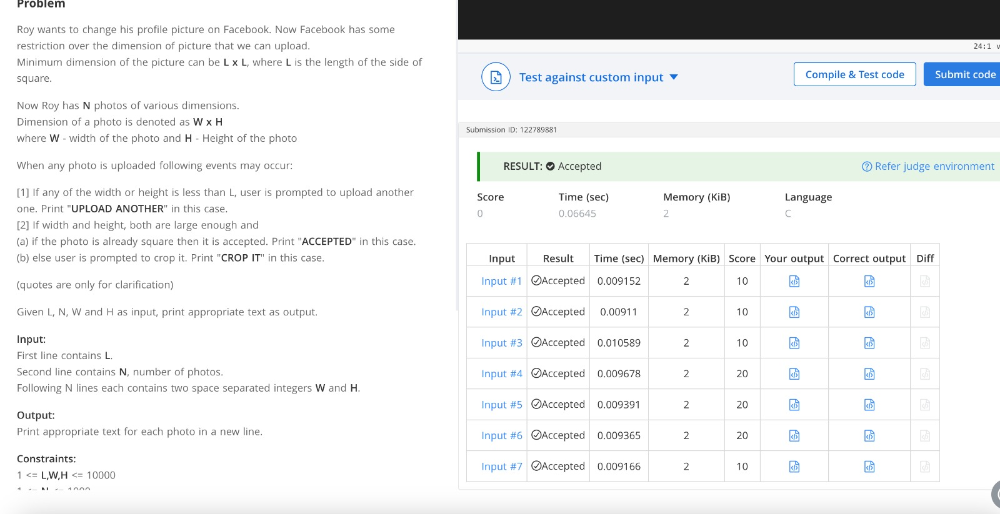 Problem
Roy wants to change his profile picture on Facebook. Now Facebook has some
restriction over the dimension of picture that we can upload.
Minimum dimension of the picture can be L x L, where L is the length of the side of
square.
Now Roy has N photos of various dimensions.
Dimension of a photo is denoted as W x H
where W - width of the photo and H - Height of the photo
When any photo is uploaded following events may occur:
[1] If any of the width or height is less than L, user is prompted to upload another
one. Print "UPLOAD ANOTHER" in this case.
[2] If width and height, both are large enough and
(a) if the photo is already square then it is accepted. Print "ACCEPTED" in this case.
(b) else user is prompted to crop it. Print "CROP IT" in this case.
(quotes are only for clarification)
Given L, N, W and H as input, print appropriate text as output.
Input:
First line contains L.
Second line contains N, number of photos.
Following N lines each contains two space separated integers W and H.
Output:
Print appropriate text for each photo in a new line.
Constraints:
1 <= L,W,H <= 10000
1 <= N <= 1000
24:1 v
Test against custom input
Compile & Test code
Submit code
Submission ID: 122789881
RESULT: Accepted
Refer judge environment
Score Time (sec) Memory (KiB) Language
0 0.06645 2 C
Input Result Time (sec) Memory (KiB) Score Your output Correct output Diff
Input #1 Accepted 0.009152 2 10
Input #2 Accepted 0.00911 2 10
Input #3 Accepted 0.010589 2 10
Input #4 Accepted 0.009678 2 20
Input #5 Accepted 0.009391 2 20
Input #6 Accepted 0.009365 2 20
Input #7 Accepted 0.009166 2 10